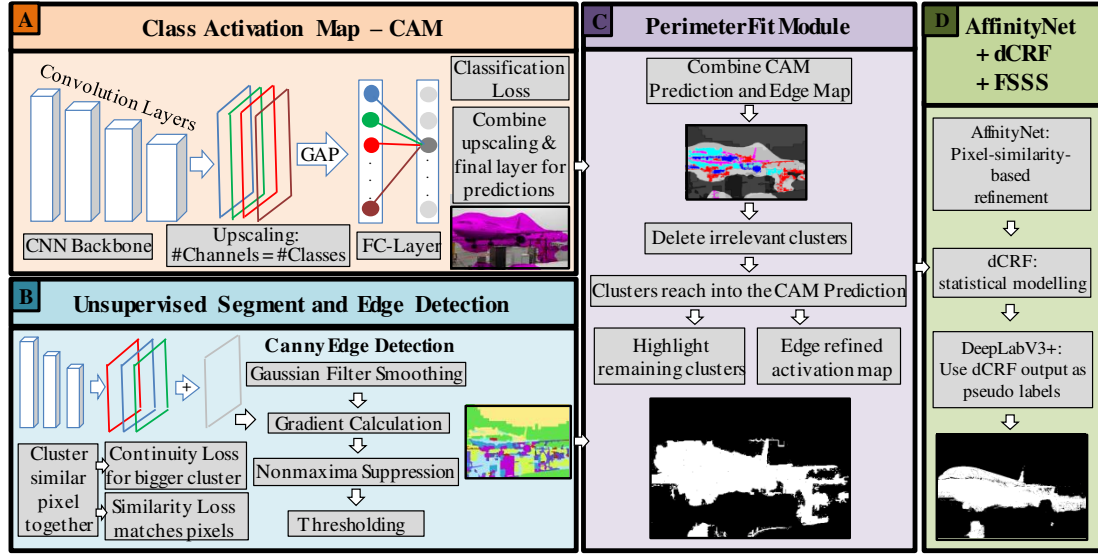 A
Class Activation Map – CAM
Convolution Layers
CNN Backbone
Upscaling:
#Channels = #Classes
GAP
FC-Layer
Classification
Loss
Combine
upscaling &
final layer for
predictions
B
Unsupervised Segment and Edge Detection
+
Cluster
similar
pixel
together
Continuity Loss
for bigger cluster
Similarity Loss
matches pixels
Canny Edge Detection
Gaussian Filter Smoothing
Gradient Calculation
Nonmaxima Suppression
Thresholding
C
PerimeterFit Module
Combine CAM
Prediction and Edge Map
Delete irrelevant clusters
Clusters reach into the CAM Prediction
Highlight
remaining clusters
Edge refined
activation map
D
AffinityNet
+ dCRF
+ FSSS
AffinityNet:
Pixel-similarity-
based
refinement
dCRF:
statistical modelling
DeepLabV3+:
Use dCRF output as
pseudo labels